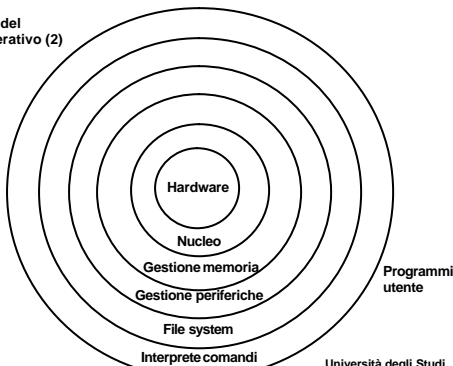 del
erativo (2)
Hardware
Nucleo
Gestione memoria
Gestione periferiche
File system
Interprete comandi
Programmi
utente
Università degli Studi